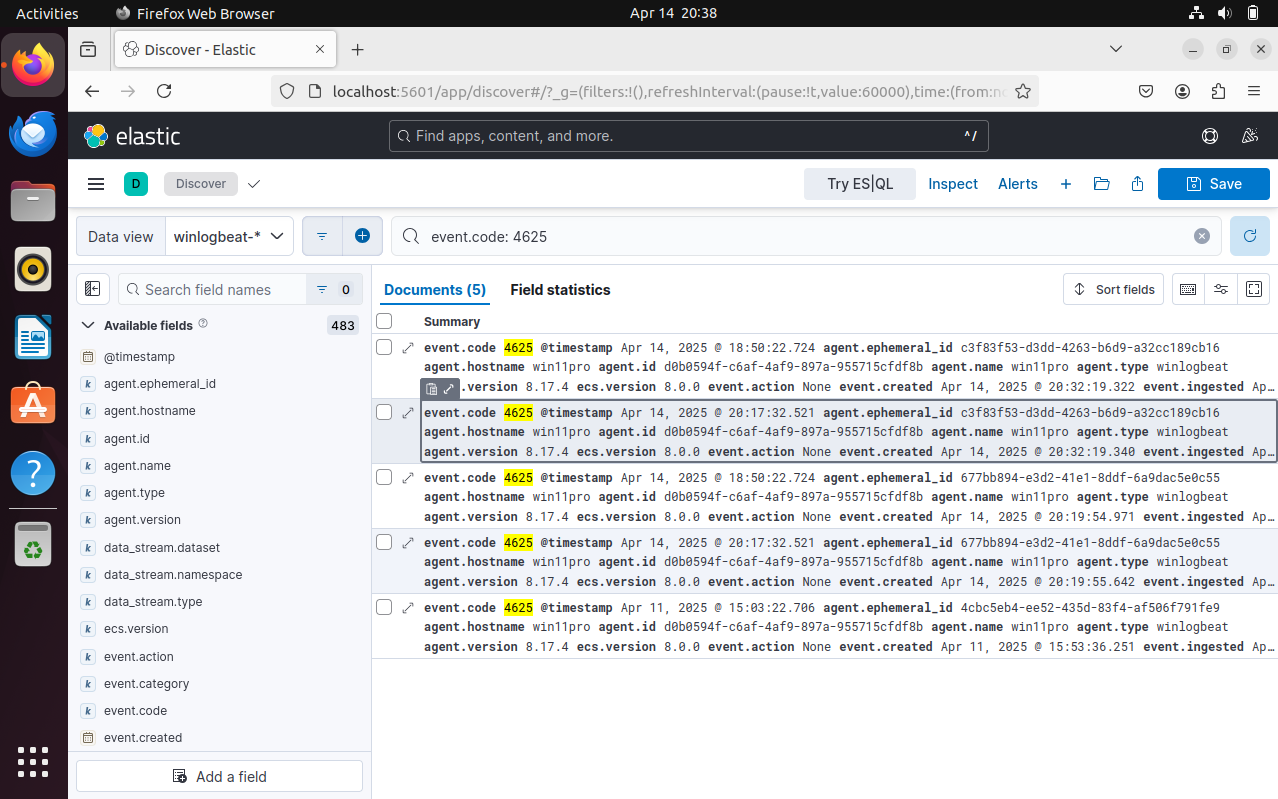 Activities
Firefox Web Browser
Apr 14 20:38
Discover - Elastic
localhost:5601/app/discover#/?_g=(filters:!(),refreshInterval:(pause:!t,value:60000),time:(from:no
elastic
Find apps, content, and more.
^/
D
Discover
Try ES|QL
Inspect
Alerts
Save
Data view
winlogbeat-*
event.code: 4625
Search field names
0
Documents (5)
Field statistics
Sort fields
Available fields
483
@timestamp
k agent.ephemeral_id
k agent.hostname
k agent.id
k agent.name
k agent.type
k agent.version
k data_stream.dataset
k data_stream.namespace
k data_stream.type
k ecs.version
k event.action
k event.category
k event.code
event.created
Add a field
Summary
event.code 4625 @timestamp Apr 14, 2025 @ 18:50:22.724 agent.ephemeral_id c3f83f53-d3dd-4263-b6d9-a32cc189cb16
agent.hostname win11pro agent.id d0b0594f-c6af-4af9-897a-955715cfdf8b agent.name win11pro agent.type winlogbeat
.version 8.17.4 ecs.version 8.0.0 event.action None event.created Apr 14, 2025 @ 20:32:19.322 event.ingested Ap…
event.code 4625 @timestamp Apr 14, 2025 @ 20:17:32.521 agent.ephemeral_id c3f83f53-d3dd-4263-b6d9-a32cc189cb16
agent.hostname win11pro agent.id d0b0594f-c6af-4af9-897a-955715cfdf8b agent.name win11pro agent.type winlogbeat
agent.version 8.17.4 ecs.version 8.0.0 event.action None event.created Apr 14, 2025 @ 20:32:19.340 event.ingested Ap…
event.code 4625 @timestamp Apr 14, 2025 @ 18:50:22.724 agent.ephemeral_id 677bb894-e3d2-41e1-8ddf-6a9dac5e0c55
agent.hostname win11pro agent.id d0b0594f-c6af-4af9-897a-955715cfdf8b agent.name win11pro agent.type winlogbeat
agent.version 8.17.4 ecs.version 8.0.0 event.action None event.created Apr 14, 2025 @ 20:19:54.971 event.ingested Ap…
event.code 4625 @timestamp Apr 14, 2025 @ 20:17:32.521 agent.ephemeral_id 677bb894-e3d2-41e1-8ddf-6a9dac5e0c55
agent.hostname win11pro agent.id d0b0594f-c6af-4af9-897a-955715cfdf8b agent.name win11pro agent.type winlogbeat
agent.version 8.17.4 ecs.version 8.0.0 event.action None event.created Apr 14, 2025 @ 20:19:55.642 event.ingested Ap…
event.code 4625 @timestamp Apr 11, 2025 @ 15:03:22.706 agent.ephemeral_id 4cbc5eb4-ee52-435d-83f4-af506f791fe9
agent.hostname win11pro agent.id d0b0594f-c6af-4af9-897a-955715cfdf8b agent.name win11pro agent.type winlogbeat
agent.version 8.17.4 ecs.version 8.0.0 event.action None event.created Apr 11, 2025 @ 15:53:36.251 event.ingested Ap…